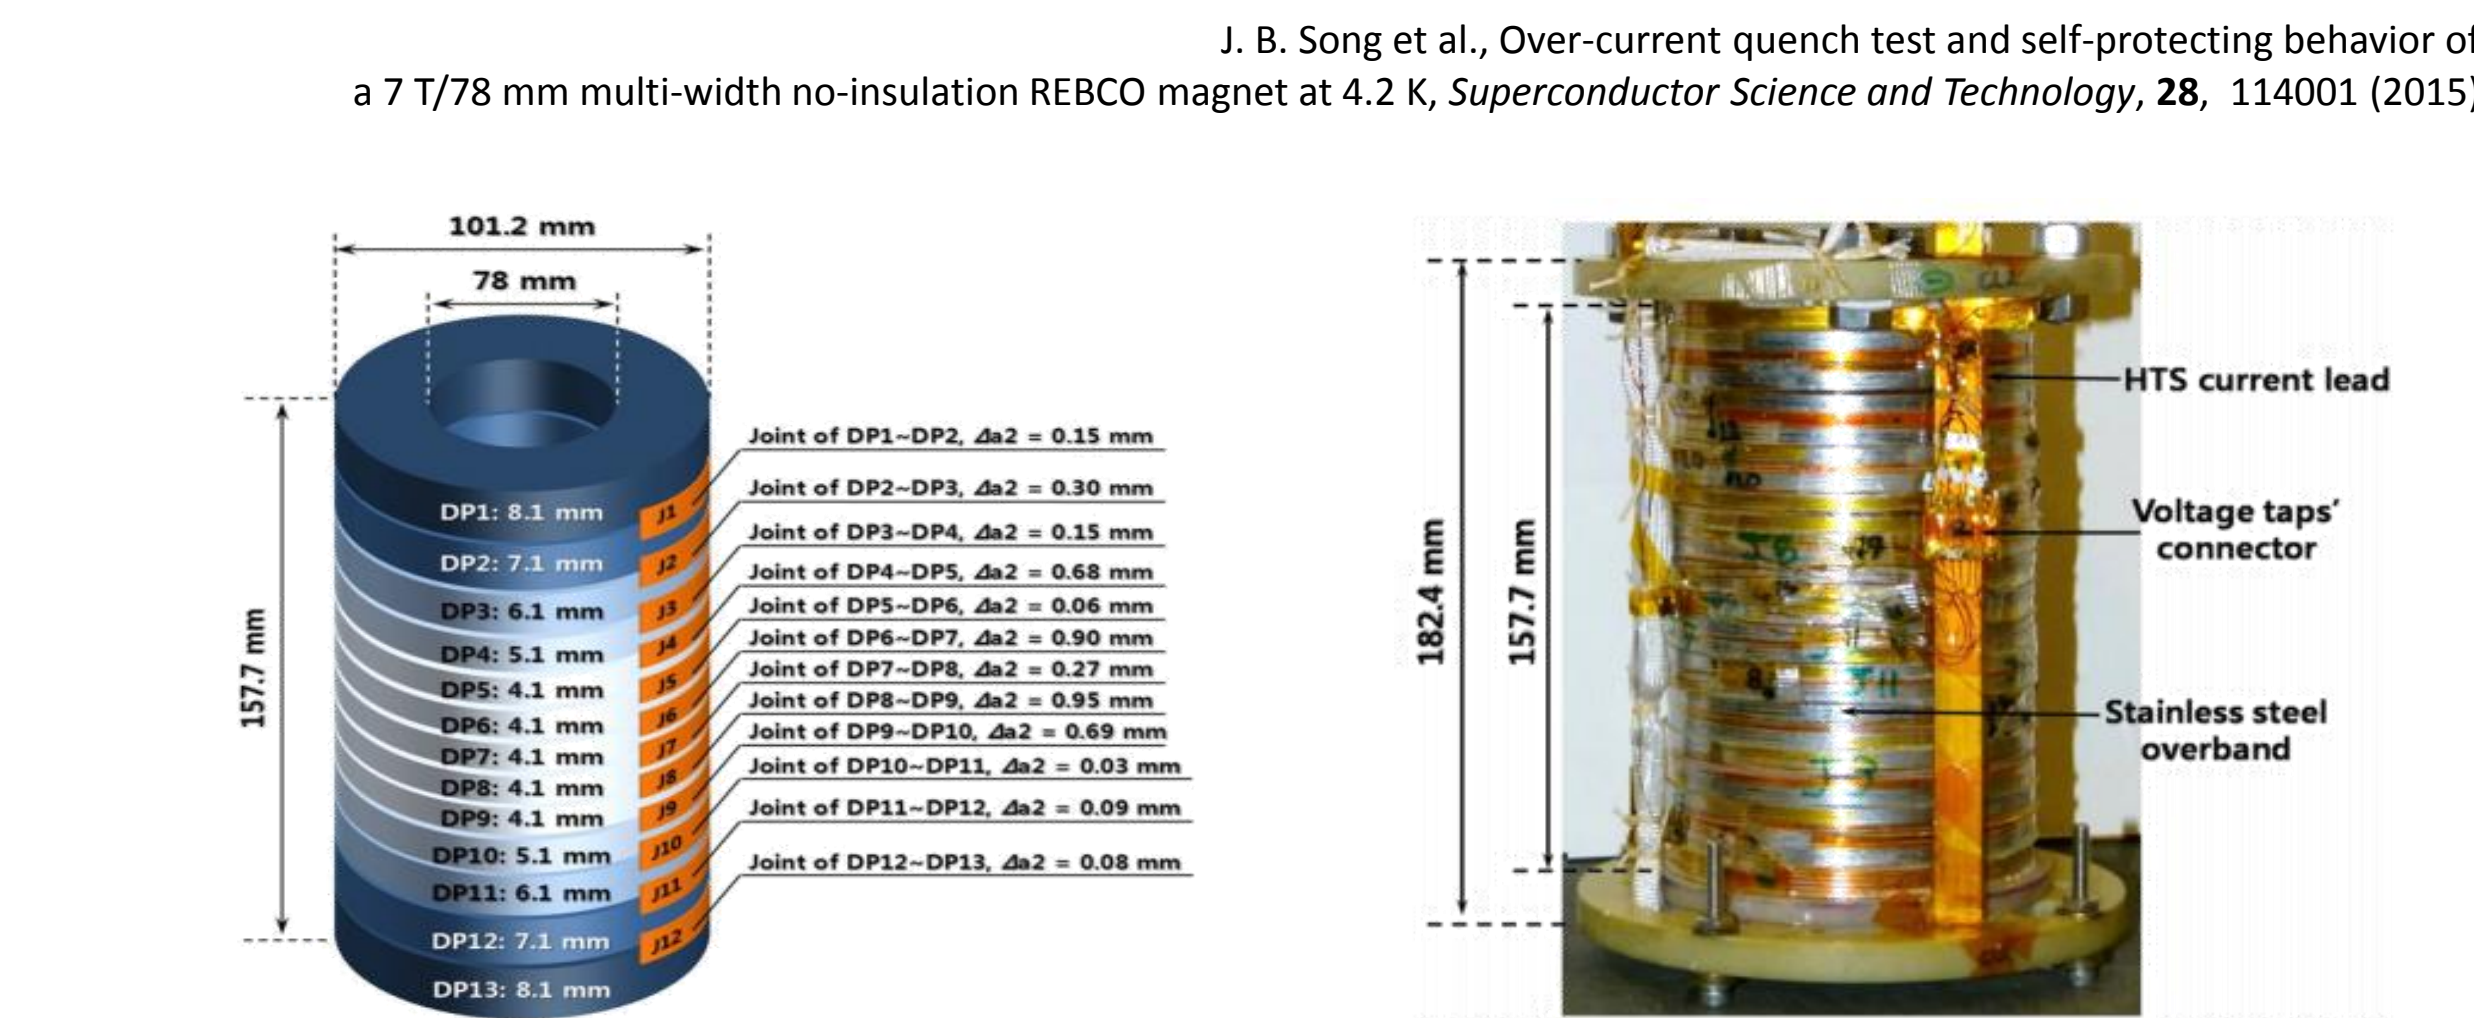 J. B. Song et al., Over-current quench test and self-protecting behavior of
a 7 T/78 mm multi-width no-insulation REBCO magnet at 4.2 K, Superconductor Science and Technology, 28, 114001 (2015)
101.2 mm
78 mm
157.7 mm
DP1: 8.1 mm
DP2: 7.1 mm
DP3: 6.1 mm
DP4: 5.1 mm
DP5: 4.1 mm
DP6: 4.1 mm
DP7: 4.1 mm
DP8: 4.1 mm
DP9: 4.1 mm
DP10: 5.1 mm
DP11: 6.1 mm
DP12: 7.1 mm
DP13: 8.1 mm
J1
J2
J3
J4
J5
J6
J7
J8
J9
J10
J11
J12
Joint of DP1~DP2, Δa2 = 0.15 mm
Joint of DP2~DP3, Δa2 = 0.30 mm
Joint of DP3~DP4, Δa2 = 0.15 mm
Joint of DP4~DP5, Δa2 = 0.68 mm
Joint of DP5~DP6, Δa2 = 0.06 mm
Joint of DP6~DP7, Δa2 = 0.90 mm
Joint of DP7~DP8, Δa2 = 0.27 mm
Joint of DP8~DP9, Δa2 = 0.95 mm
Joint of DP9~DP10, Δa2 = 0.69 mm
Joint of DP10~DP11, Δa2 = 0.03 mm
Joint of DP11~DP12, Δa2 = 0.09 mm
Joint of DP12~DP13, Δa2 = 0.08 mm
182.4 mm
157.7 mm
HTS current lead
Voltage taps'
connector
Stainless steel
overband
J11